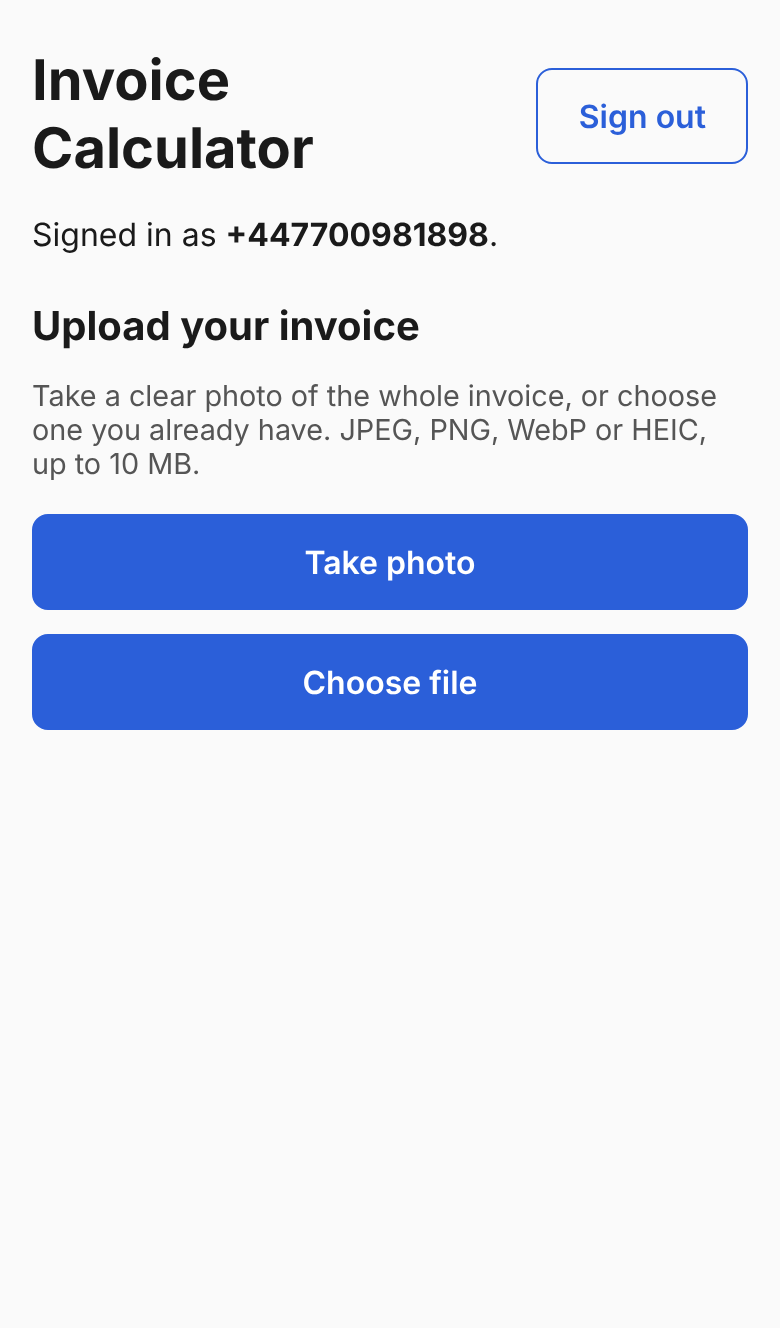 Invoice
Calculator
Sign out
Signed in as +447700981898.
Upload your invoice
Take a clear photo of the whole invoice, or choose
one you already have. JPEG, PNG, WebP or HEIC,
up to 10 MB.
Take photo
Choose file